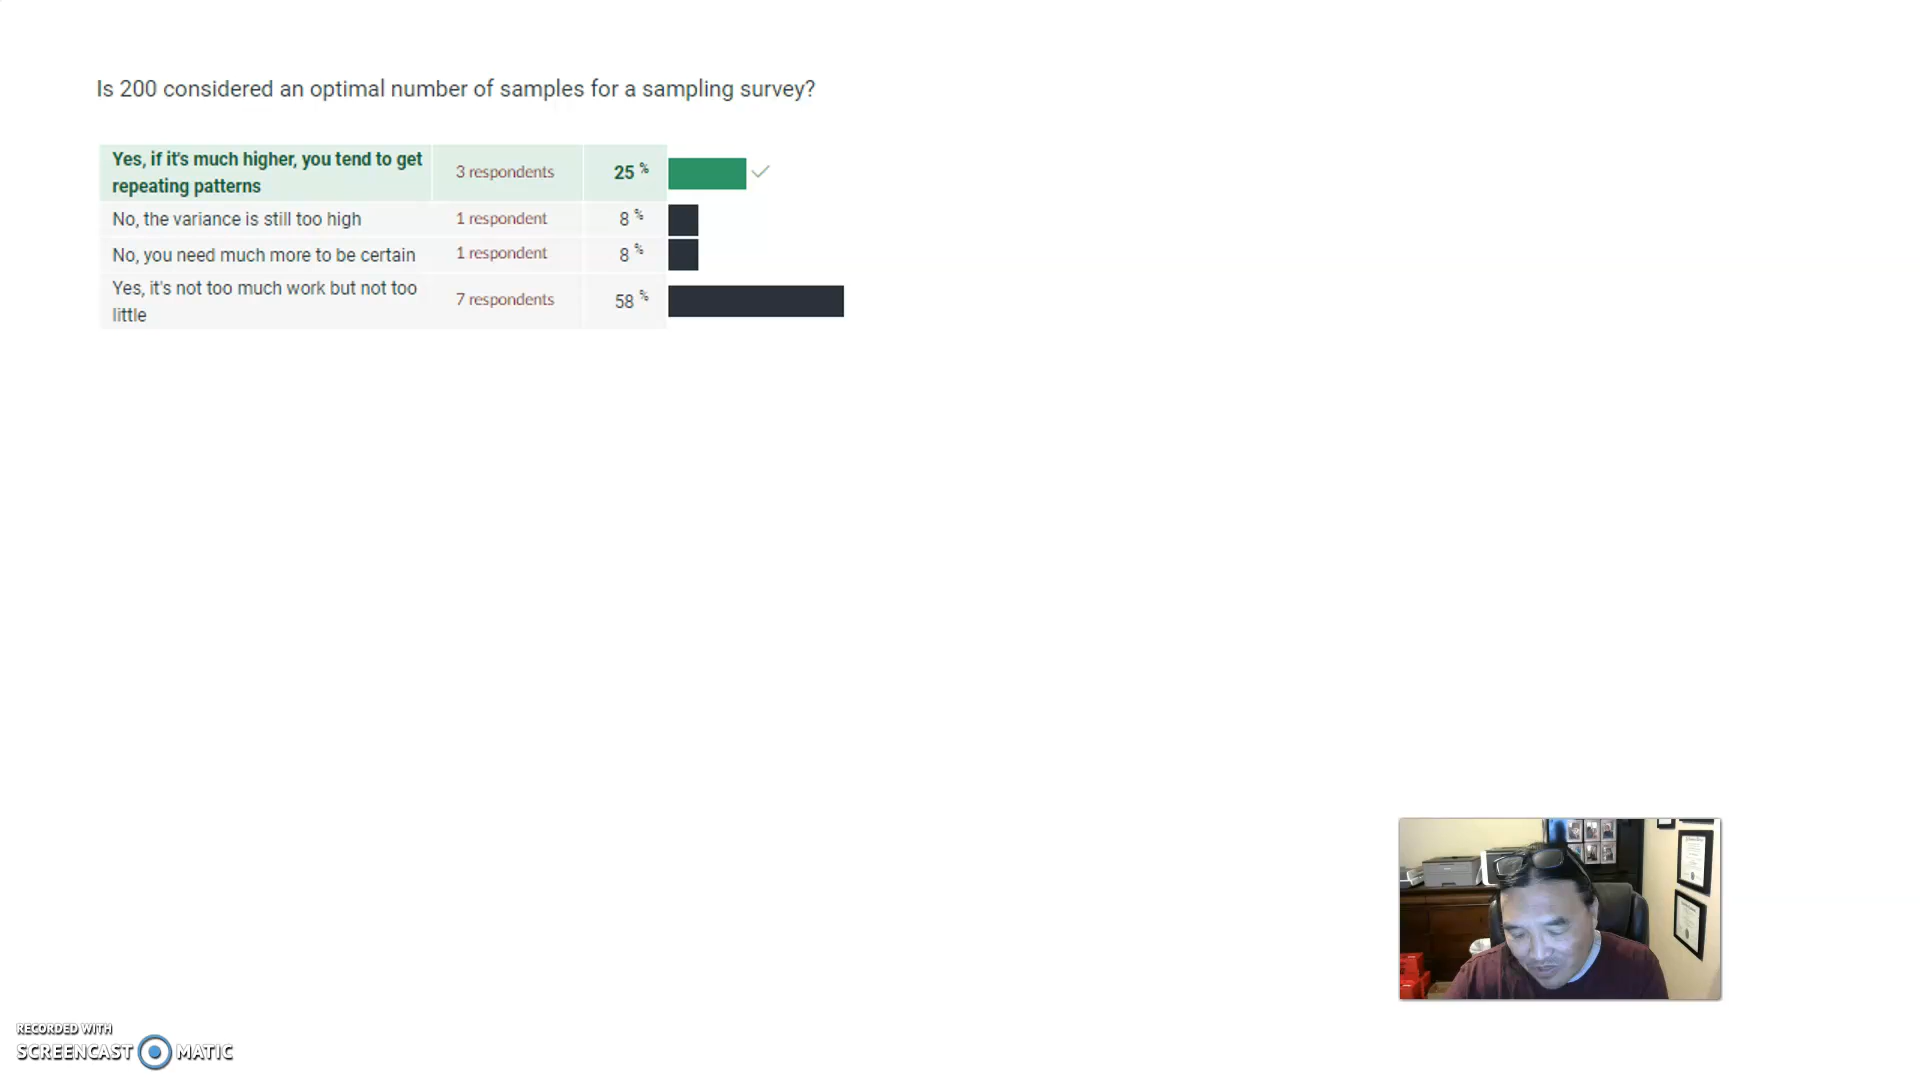 Is 200 considered an optimal number of samples for a sampling survey?
Yes, if it's much higher, you tend to get
repeating patterns
3 respondents
25 %
No, the variance is still too high
1 respondent
8 %
No, you need much more to be certain
1 respondent
8 %
Yes, it's not too much work but not too
little
7 respondents
58 %
RECORDED WITH
SCREENCAST MATIC